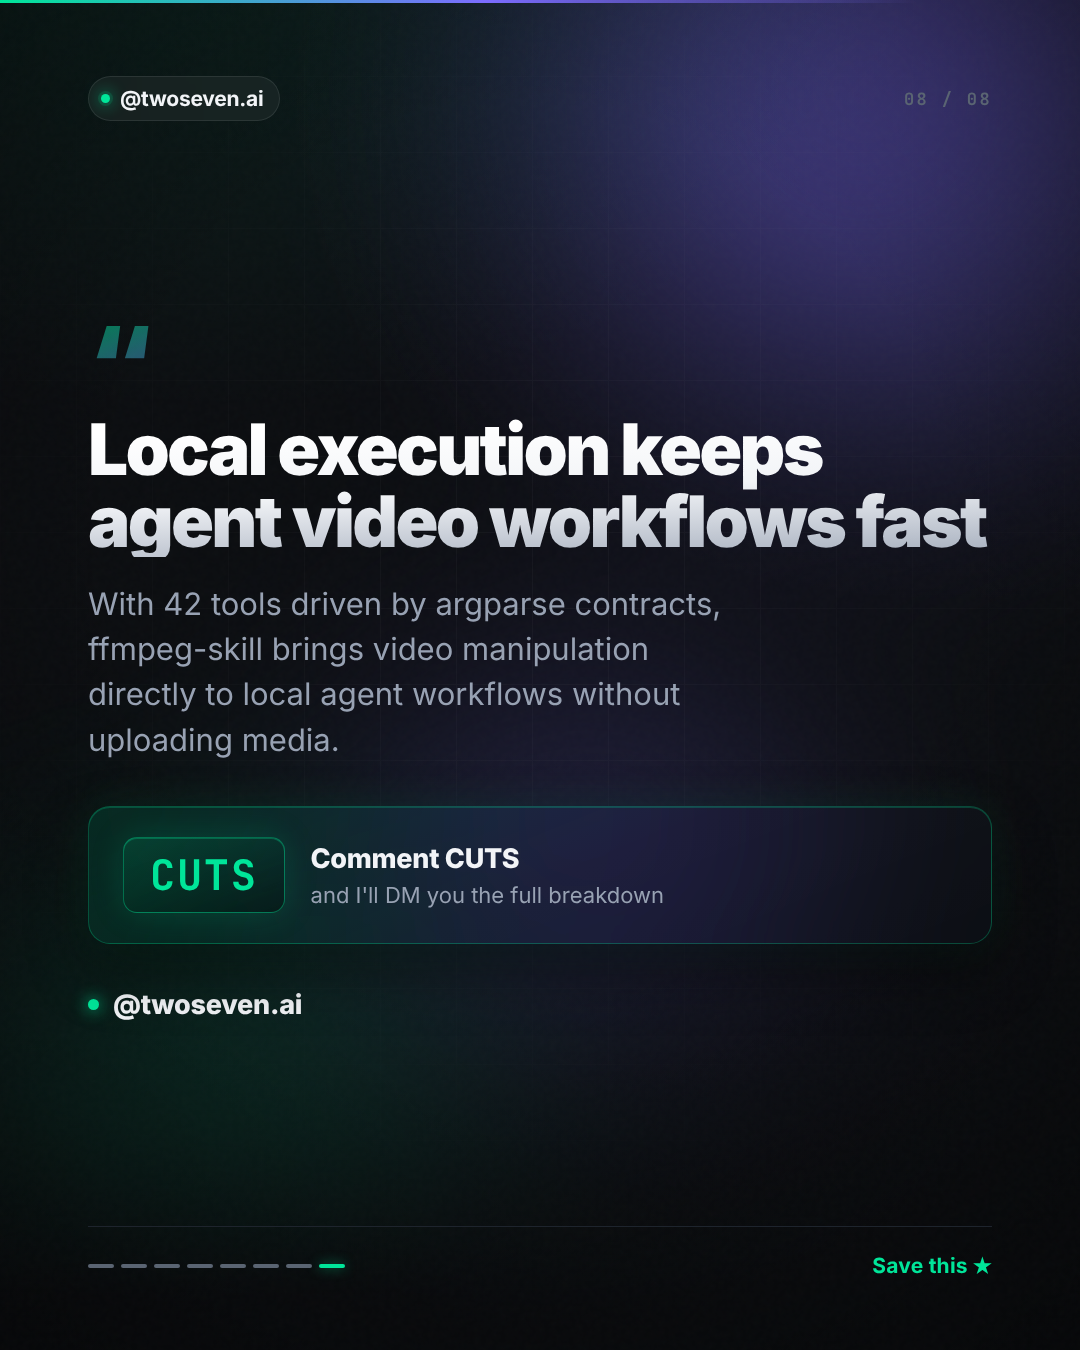 @twoseven.ai
08 / 08
“
Local execution keeps
agent video workflows fast
With 42 tools driven by argparse contracts,
ffmpeg-skill brings video manipulation
directly to local agent workflows without
uploading media.
CUTS
Comment CUTS
and I'll DM you the full breakdown
@twoseven.ai
Save this ★